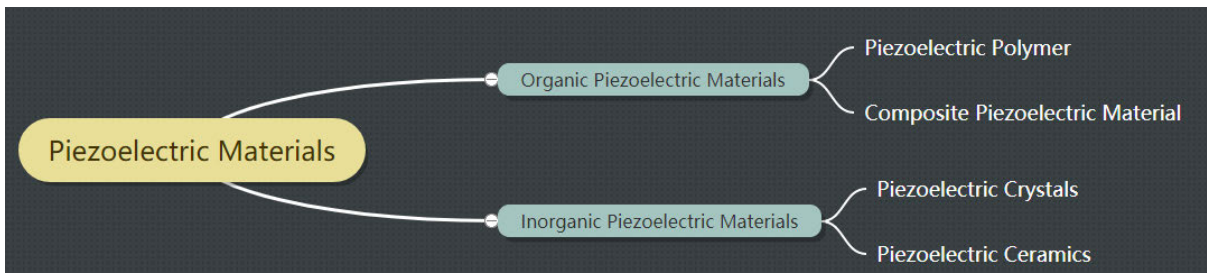 Piezoelectric Materials
Organic Piezoelectric Materials
Piezoelectric Polymer
Composite Piezoelectric Material
Inorganic Piezoelectric Materials
Piezoelectric Crystals
Piezoelectric Ceramics